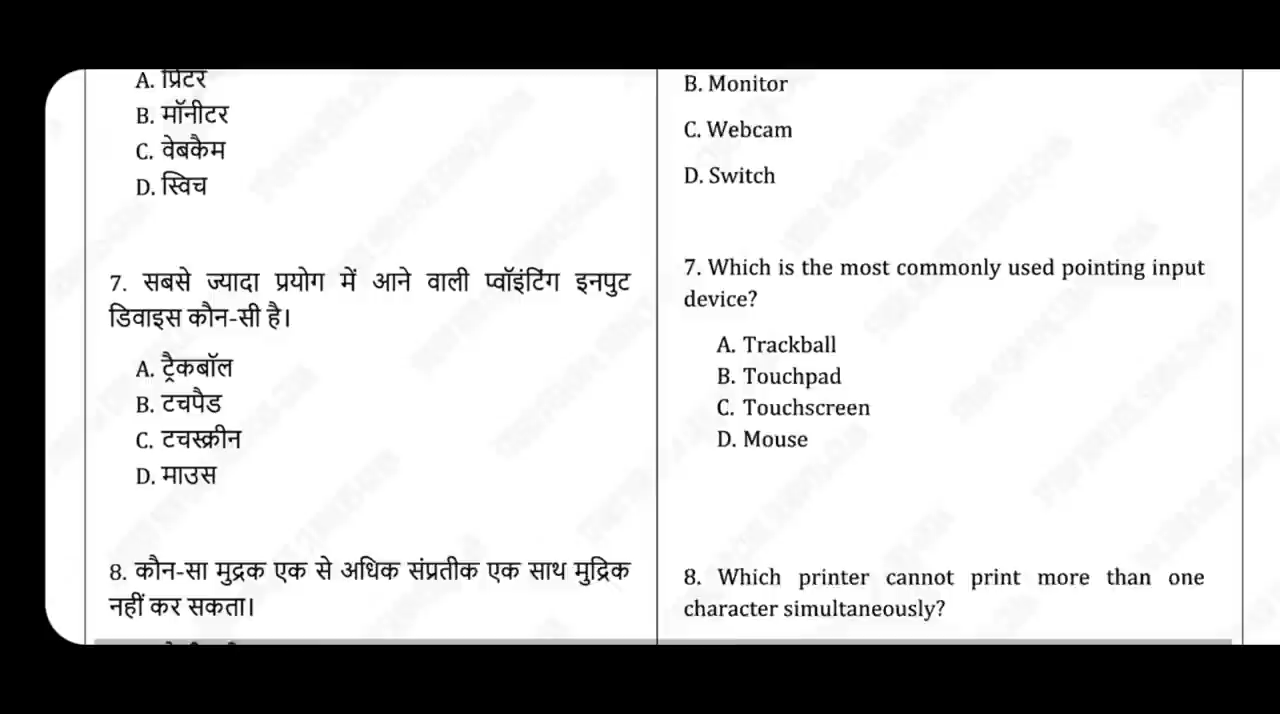 A. प्रिंटर
B. मॉनीटर
C. वेबकैम
D. स्विच
7. सबसे ज्यादा प्रयोग में आने वाली प्वॉइंटिंग इनपुट
डिवाइस कौन-सी है।
A. ट्रैकबॉल
B. टचपैड
C. टचस्क्रीन
D. माउस
8. कौन-सा मुद्रक एक से अधिक संप्रतीक एक साथ मुद्रिक
नहीं कर सकता।
B. Monitor
C. Webcam
D. Switch
7. Which is the most commonly used pointing input
device?
A. Trackball
B. Touchpad
C. Touchscreen
D. Mouse
8. Which printer cannot print more than one
character simultaneously?